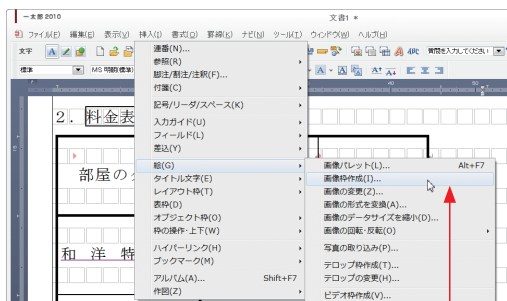 一太郎 2010
文書1 *
ファイル(F) 編集(E) 表示(V) 挿入(I) 書式(O) 罫線(K) ナビ(N) ツール(T) ウィンドウ(W) ヘルプ(H)
文字
質問を入力してください
標準
MS 明朝(標準)
連番(N)...
参照(R)
脚注/割注/注釈(F)...
付箋(C)
記号/リーダ/スペース(K)
入力ガイド(U)
フィールド(L)
差込(V)
絵(G)
タイトル文字(E)
レイアウト枠(T)
表枠(D)
オブジェクト枠(O)
枠の操作·上下(W)
ハイパーリンク(H)
ブックマーク(M)
アルバム(A)... Shift+F7
作図(Z)
画像パレット(L)... Alt+F7
画像枠作成(I)...
画像の変更(Z)...
画像の形式を変換(A)...
画像のデータサイズを縮小(D)...
画像の回転·反転(O)
写真の取り込み(P)...
テロップ枠作成(T)...
テロップの変更(H)...
ビデオ枠作成(V)...
40
50
2. 料金表
部屋の
和 洋 特